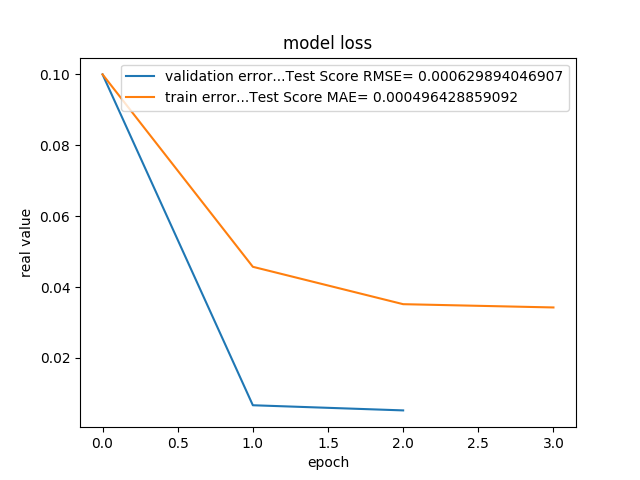 model loss
validation error...Test Score RMSE= 0.000629894046907
train error...Test Score MAE= 0.000496428859092
0.10
0.08
0.06
0.04
0.02
real value
0.0 0.5 1.0 1.5 2.0 2.5 3.0
epoch